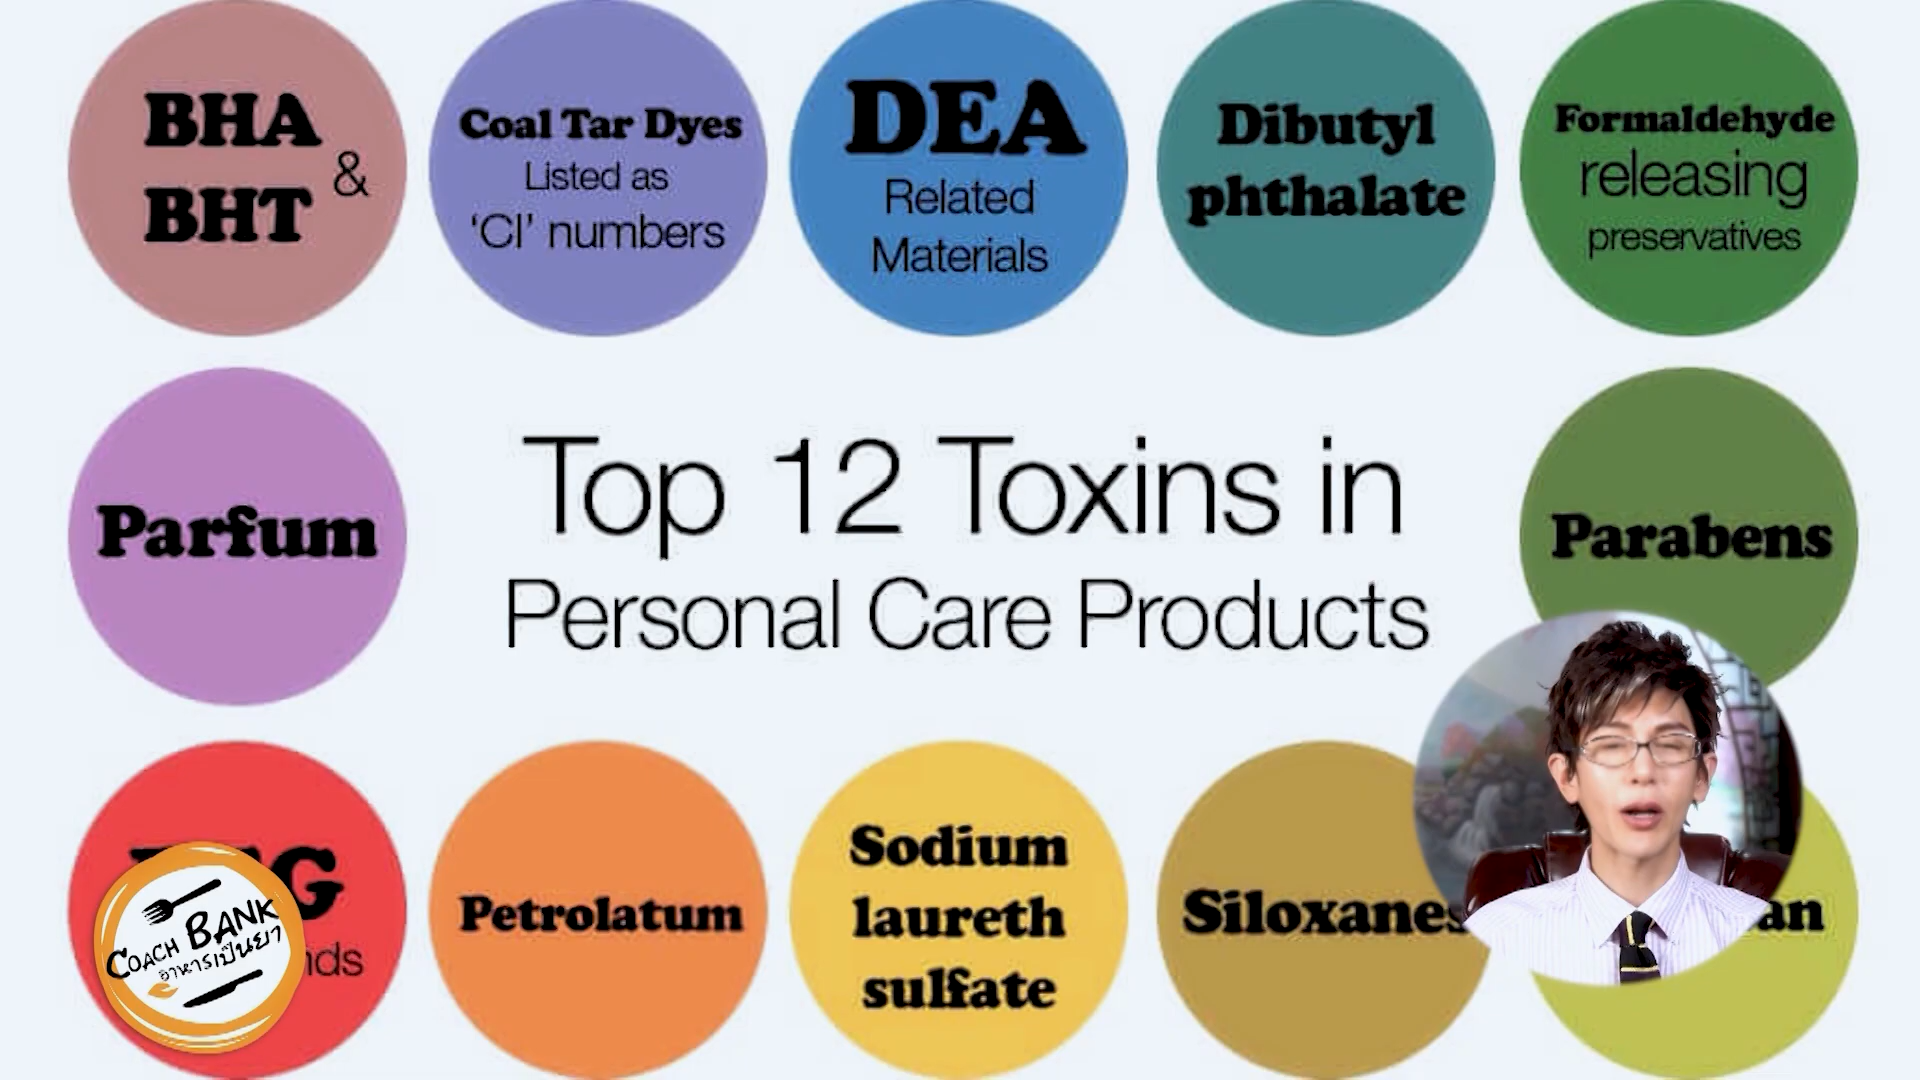 BHA
&
BHT
Coal Tar Dyes
Listed as
‘CI’ numbers
DEA
Related
Materials
Dibutyl
phthalate
Formaldehyde
releasing
preservatives
Parfum
Top 12 Toxins in
Personal Care Products
Parabens
COACH BANK
อาหารเป็นยา
Petrolatum
Sodium
laureth
sulfate
Siloxanes